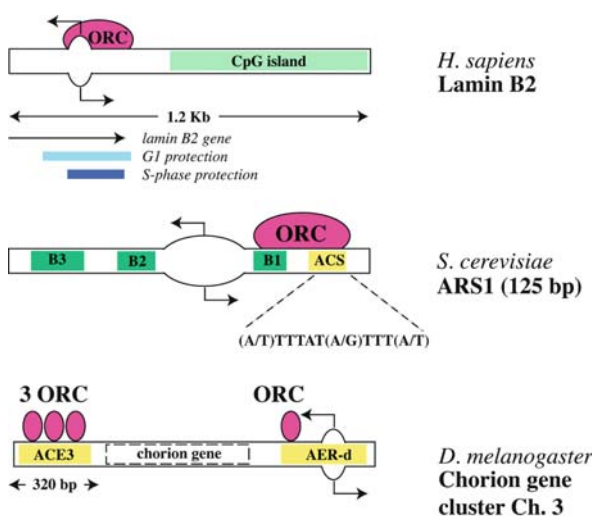 ORC
CpG island
H. sapiens
Lamin B2
1.2 Kb
lamin B2 gene
G1 protection
S-phase protection
ORC
B3 B2 B1 ACS
S. cerevisiae
ARS1 (125 bp)
(A/T)TTTAT(A/G)TTT(A/T)
3 ORC ORC
ACE3 chorion gene AER-d
320 bp
D. melanogaster
Chorion gene
cluster Ch. 3